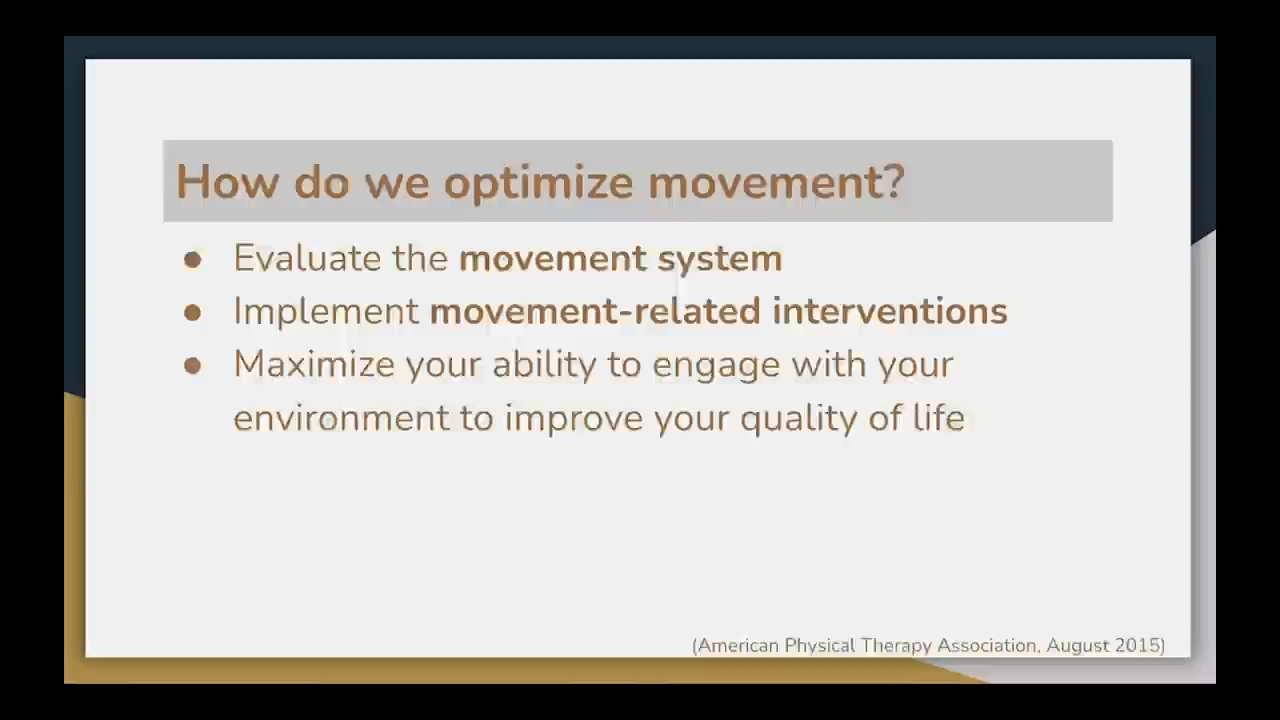 How do we optimize movement?
● Evaluate the movement system
● Implement movement-related interventions
● Maximize your ability to engage with your
environment to improve your quality of life
(American Physical Therapy Association, August 2015)